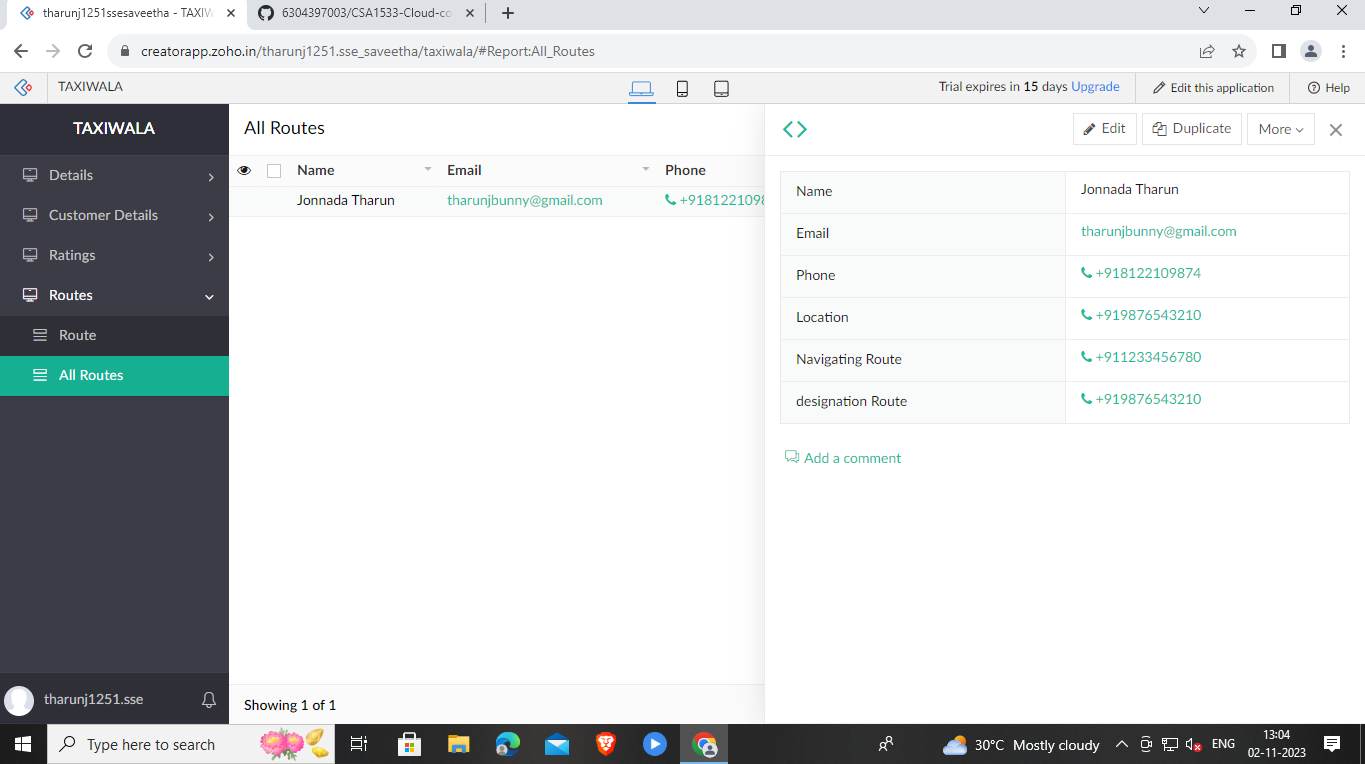 tharunj1251ssesaveetha - TAXIW
6304397003/CSA1533-Cloud-co
creatorapp.zoho.in/tharunj1251.sse_saveetha/taxiwala/#Report:All_Routes
TAXIWALA
Trial expires in 15 days Upgrade
Edit this application
Help
TAXIWALA
Details
Customer Details
Ratings
Routes
Route
All Routes
tharunj1251.sse
All Routes
Name Email Phone
Jonnada Tharun tharunjbunny@gmail.com +9181221098
Showing 1 of 1
Edit Duplicate More
Name Jonnada Tharun
Email tharunjbunny@gmail.com
Phone +918122109874
Location +919876543210
Navigating Route +911233456780
designation Route +919876543210
Add a comment
Type here to search
30°C Mostly cloudy
ENG
13:04
02-11-2023